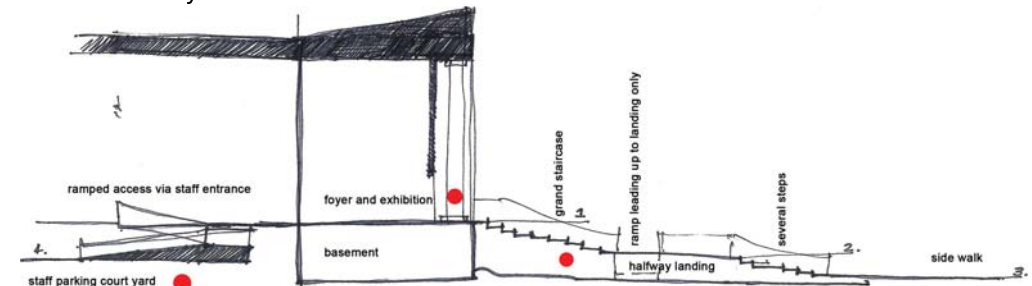 ramp leading up to landing only
grand staircase
several steps
ramped access via staff entrance
foyer and exhibition
1
4.
basement
halfway landing
2.
side walk
3.
staff parking court yard